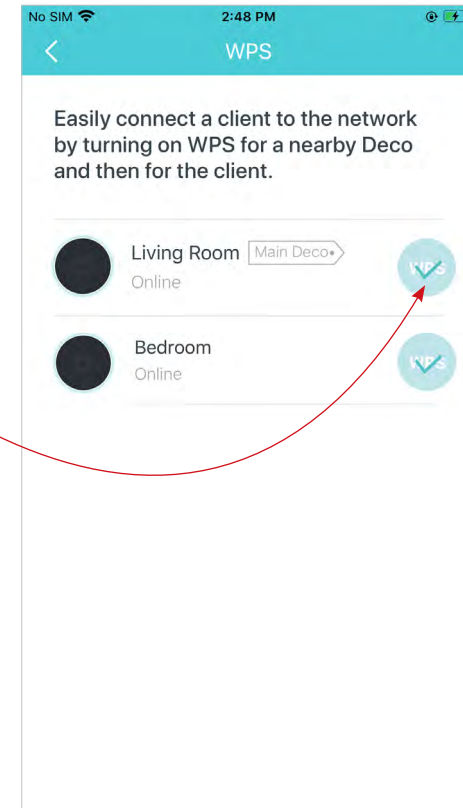 No SIM
2:48 PM
WPS
Easily connect a client to the network
by turning on WPS for a nearby Deco
and then for the client.
Living Room Main Deco
Online
WPS
Bedroom
Online
WPS